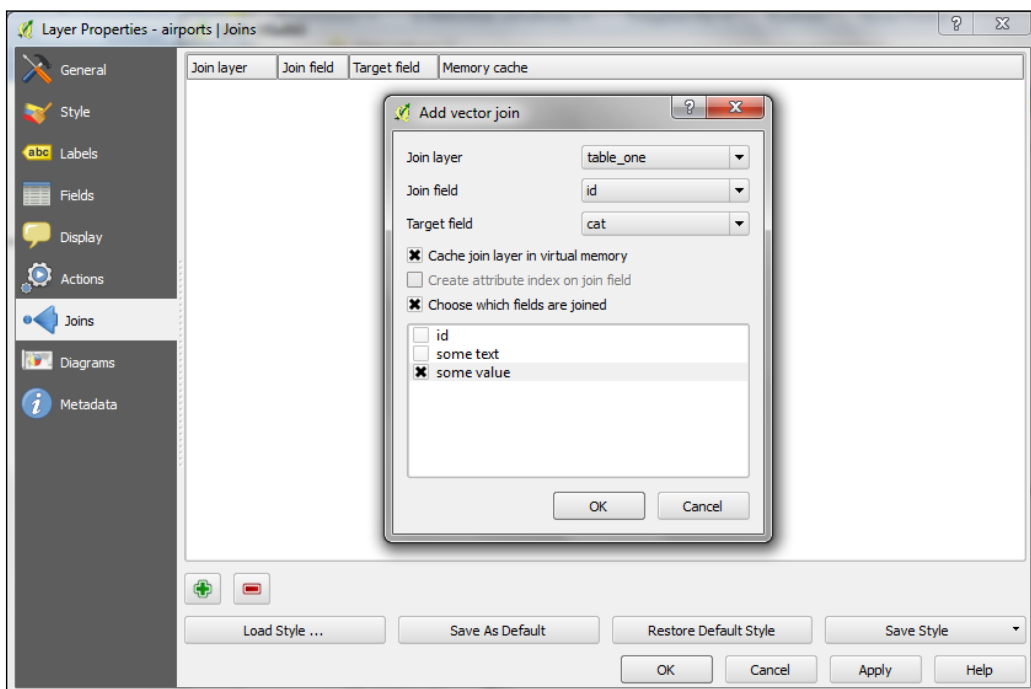 Layer Properties - airports | Joins
General
Style
abc Labels
Fields
Display
Actions
Joins
Diagrams
Metadata
Join layer Join field Target field Memory cache
Add vector join
Join layer table_one
Join field id
Target field cat
Cache join layer in virtual memory
Create attribute index on join field
Choose which fields are joined
id
some text
some value
OK Cancel
Load Style ... Save As Default Restore Default Style Save Style
OK Cancel Apply Help